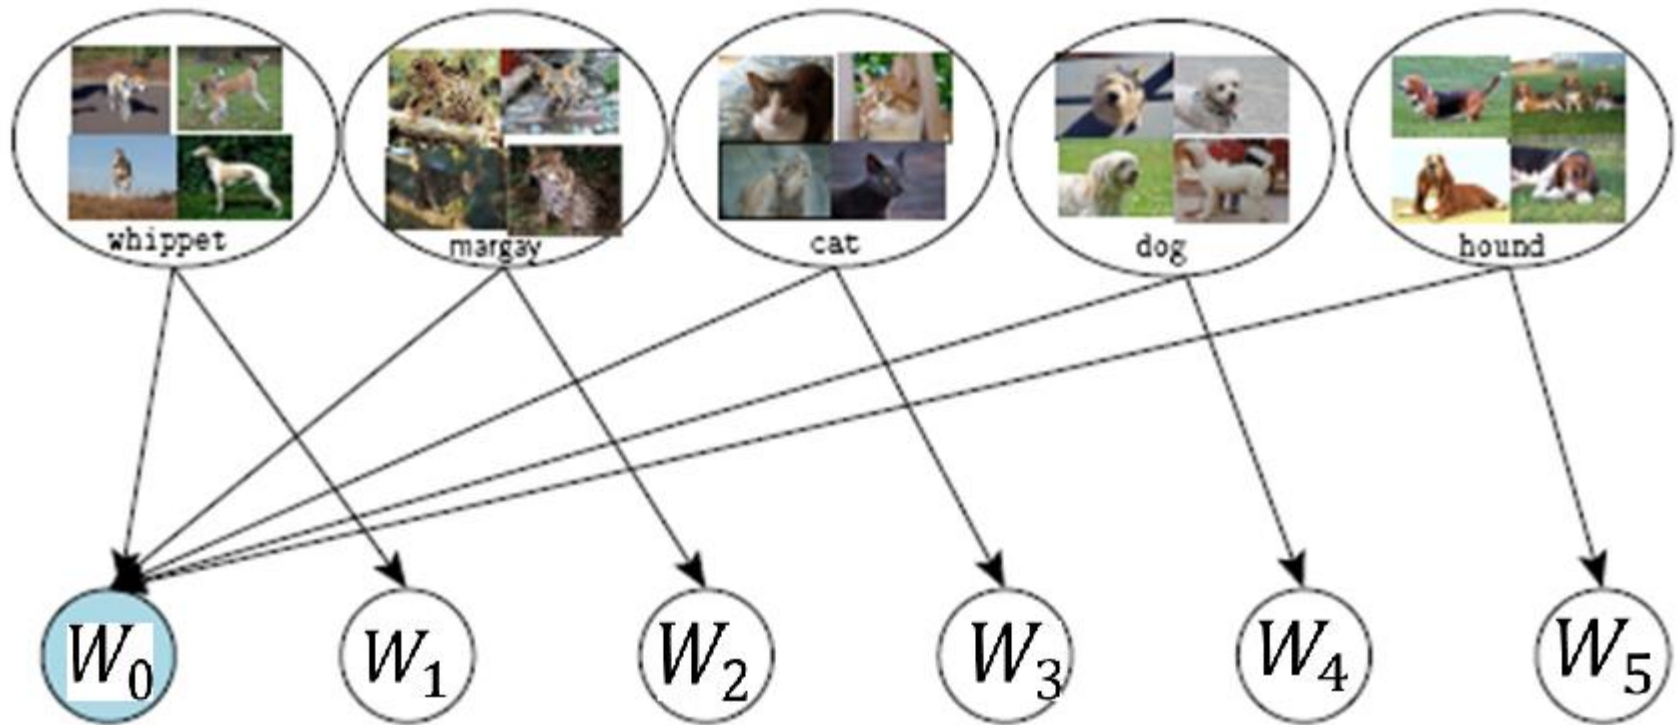 whippet
margay
cat
dog
hound
W₀
W₁
W₂
W₃
W₄
W₅